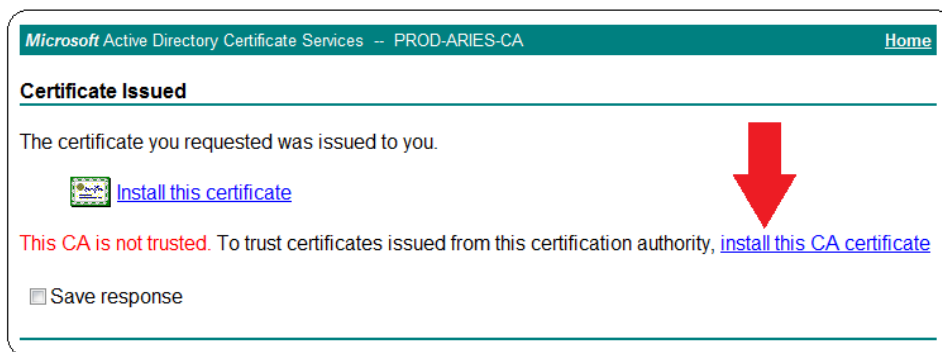 Microsoft Active Directory Certificate Services -- PROD-ARIES-CA Home
Certificate Issued
The certificate you requested was issued to you.
Install this certificate
This CA is not trusted. To trust certificates issued from this certification authority, install this CA certificate
Save response